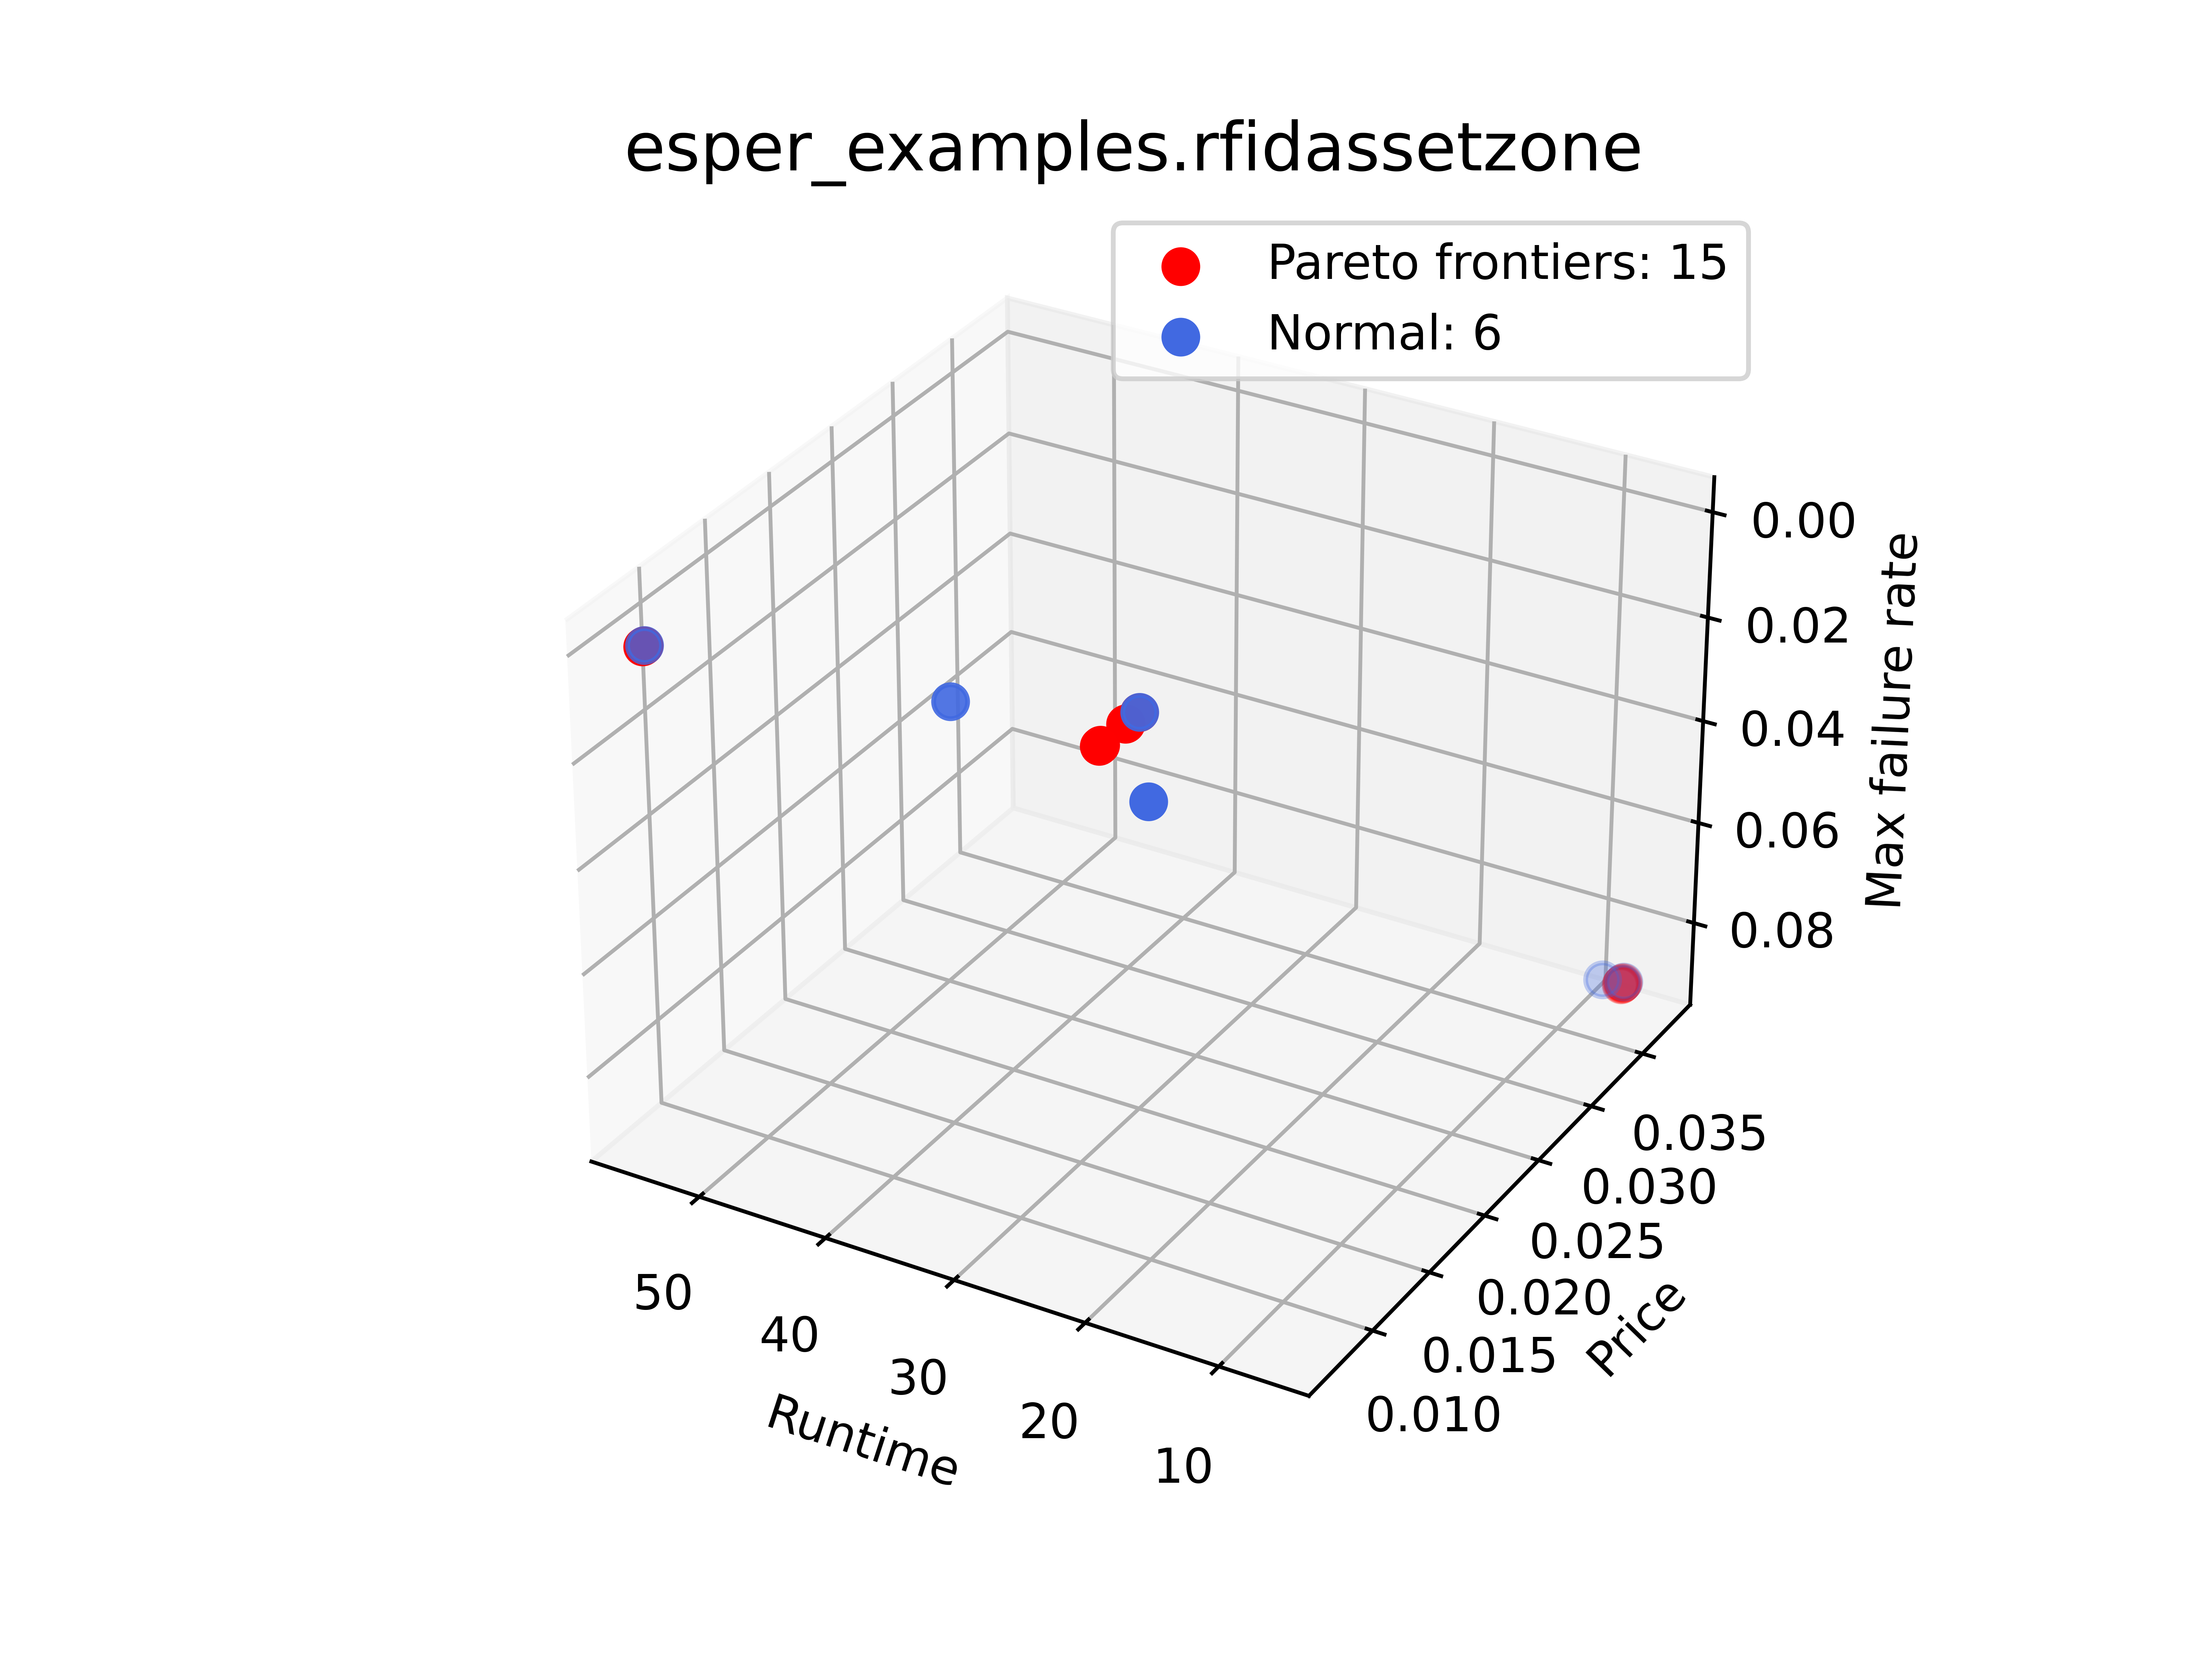 esper_examples.rfidassetzone
Pareto frontiers: 15
Normal: 6
0.00
0.02
0.04
0.06
0.08
Max failure rate
0.035
0.030
0.025
0.020
0.015
0.010
Price
50
40
30
20
10
Runtime